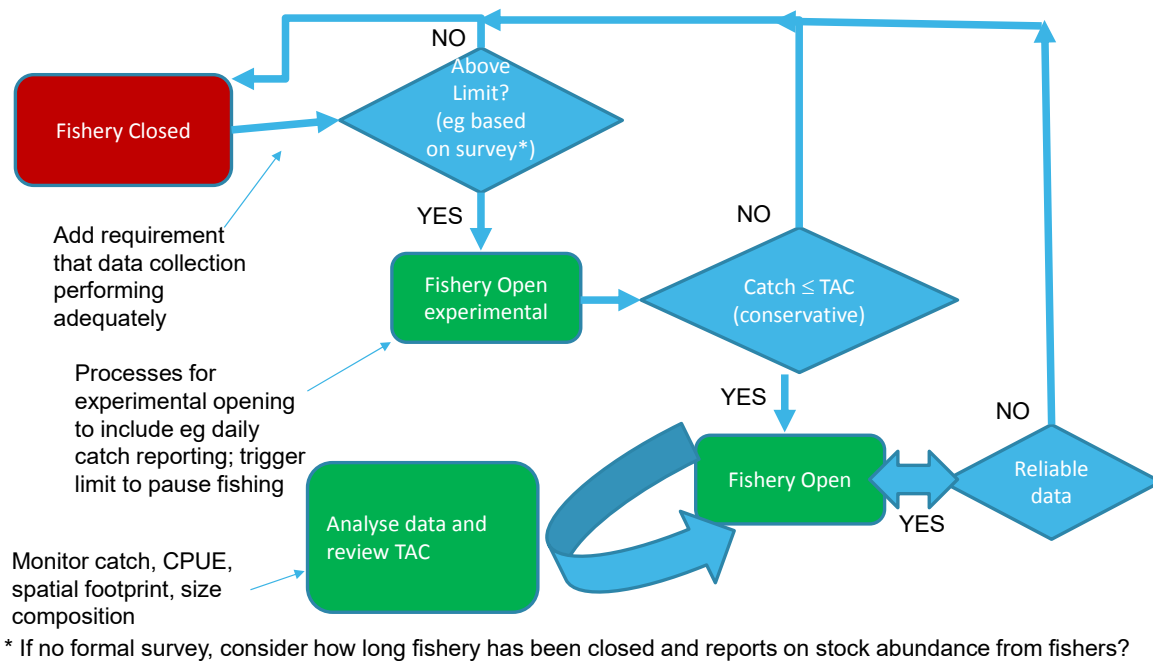 NO
Above
Limit?
(eg based
on survey*)
Fishery Closed
YES
NO
Add requirement
that data collection
performing
adequately
Fishery Open
experimental
Catch ≤ TAC
(conservative)
Processes for
experimental opening
to include eg daily
catch reporting; trigger
limit to pause fishing
YES
NO
Fishery Open
Reliable
data
YES
Analyse data and
review TAC
Monitor catch, CPUE,
spatial footprint, size
composition
* If no formal survey, consider how long fishery has been closed and reports on stock abundance from fishers?